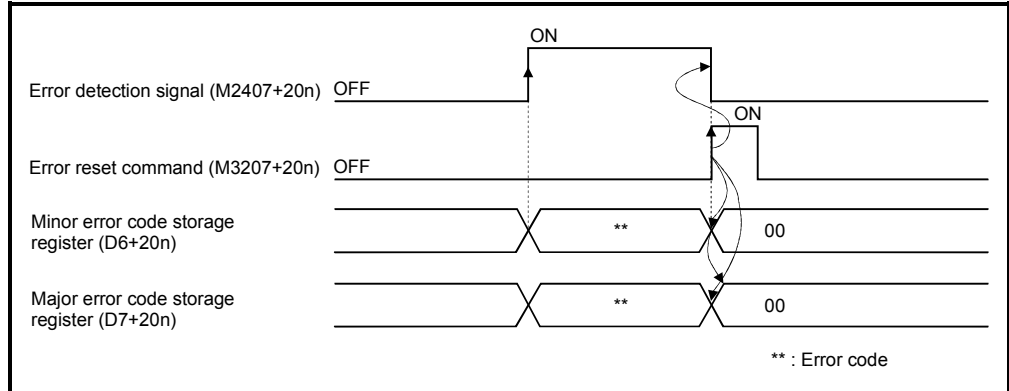 ON
Error detection signal (M2407+20n) OFF
ON
Error reset command (M3207+20n) OFF
Minor error code storage
register (D6+20n)
** 00
Major error code storage
register (D7+20n)
** 00
** : Error code